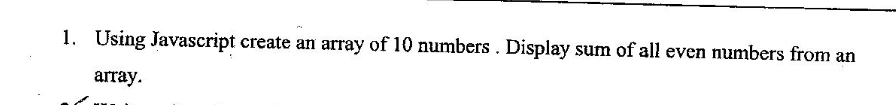 1. Using Javascript create an array of 10 numbers . Display sum of all even numbers from an
array.